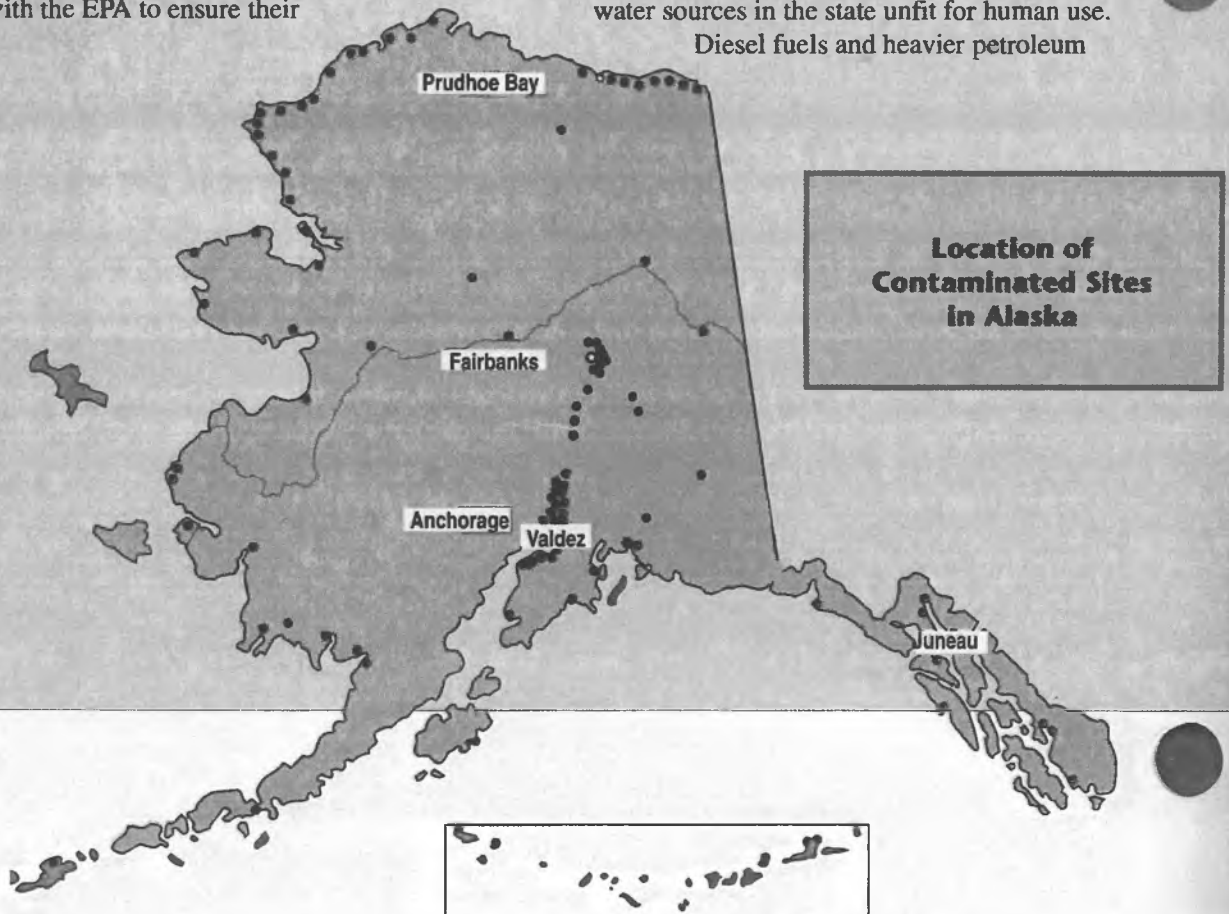 with the EPA to ensure their
water sources in the state unfit for human use.
Diesel fuels and heavier petroleum
Prudhoe Bay
Location of
Contaminated Sites
in Alaska
Fairbanks
Anchorage
Valdez
Juneau